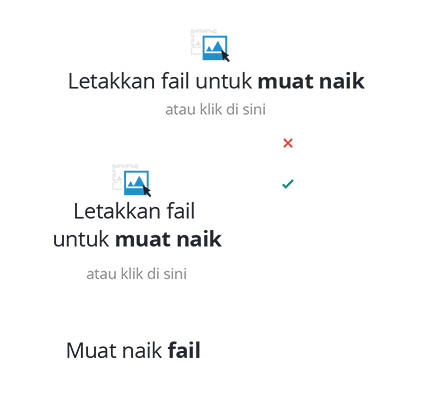 Letakkan fail untuk muat naik
atau klik di sini
Letakkan fail
untuk muat naik
atau klik di sini
Muat naik fail